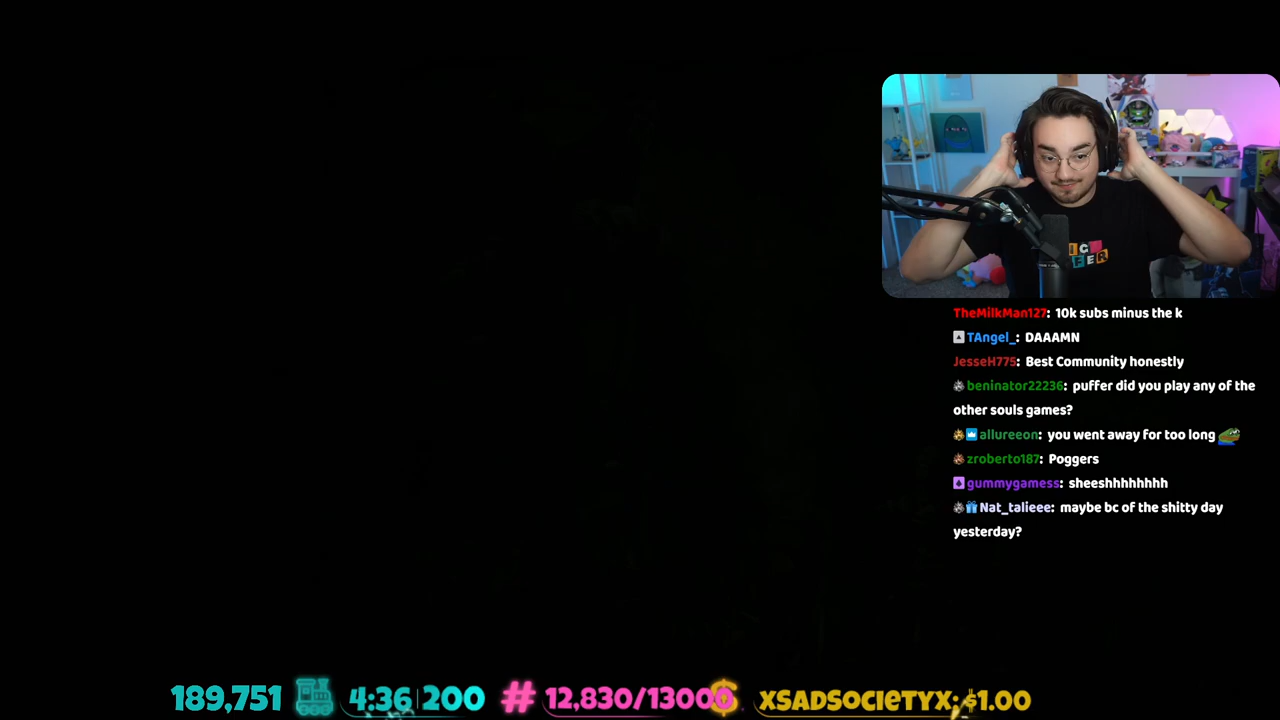 TheMilkMan127: 10k subs minus the k
TAngel_: DAAAMN
JesseH775: Best Community honestly
beninator22236: puffer did you play any of the
other souls games?
allureeon: you went away for too long
zroberto187: Poggers
gummygamess: sheeshhhhhhhh
Nat_talieee: maybe bc of the shitty day
yesterday?
189,751 4:36 200 # 12,830/13000 XSADSOCIETYX: $1.00